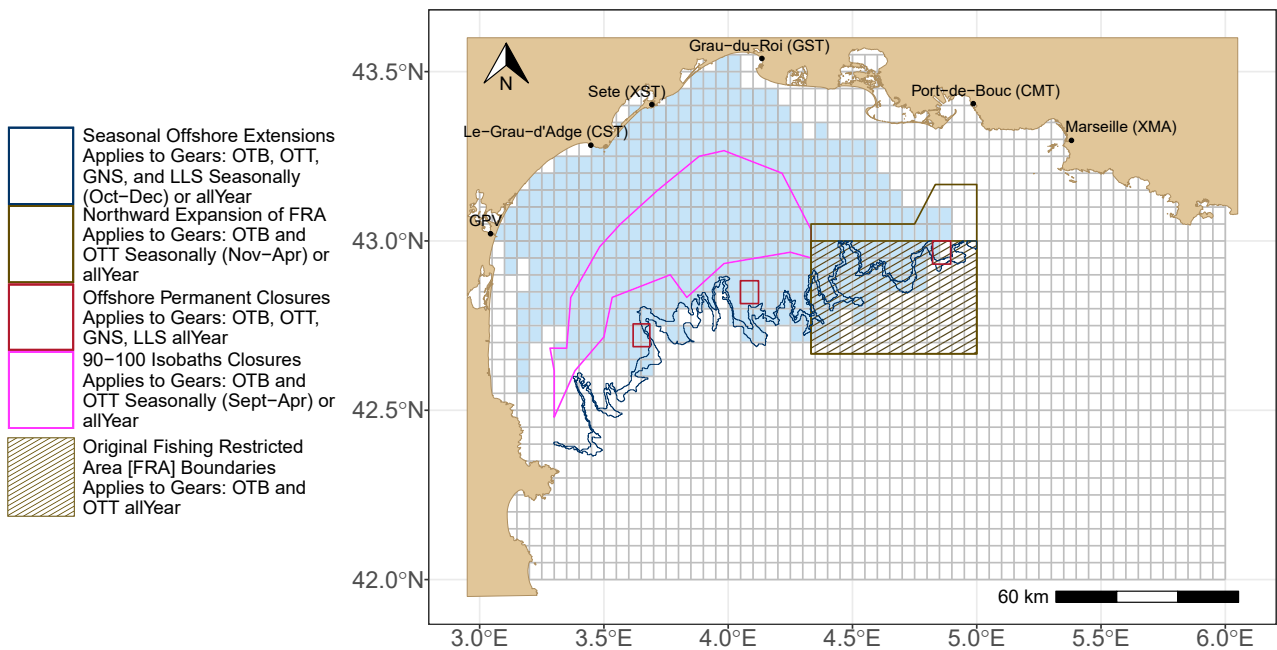 Seasonal Offshore Extensions
Applies to Gears: OTB, OTT,
GNS, and LLS Seasonally
(Oct−Dec) or allYear
Northward Expansion of FRA
Applies to Gears: OTB and
OTT Seasonally (Nov−Apr) or
allYear
Offshore Permanent Closures
Applies to Gears: OTB, OTT,
GNS, LLS allYear
90−100 Isobaths Closures
Applies to Gears: OTB and
OTT Seasonally (Sept−Apr) or
allYear
Original Fishing Restricted
Area [FRA] Boundaries
Applies to Gears: OTB and
OTT allYear
43.5°N
43.0°N
42.5°N
42.0°N
N
Grau−du−Roi (GST)
Sete (XST)
Port−de−Bouc (CMT)
Le−Grau−d'Adge (CST)
Marseille (XMA)
GPV
60 km
3.0°E
3.5°E
4.0°E
4.5°E
5.0°E
5.5°E
6.0°E